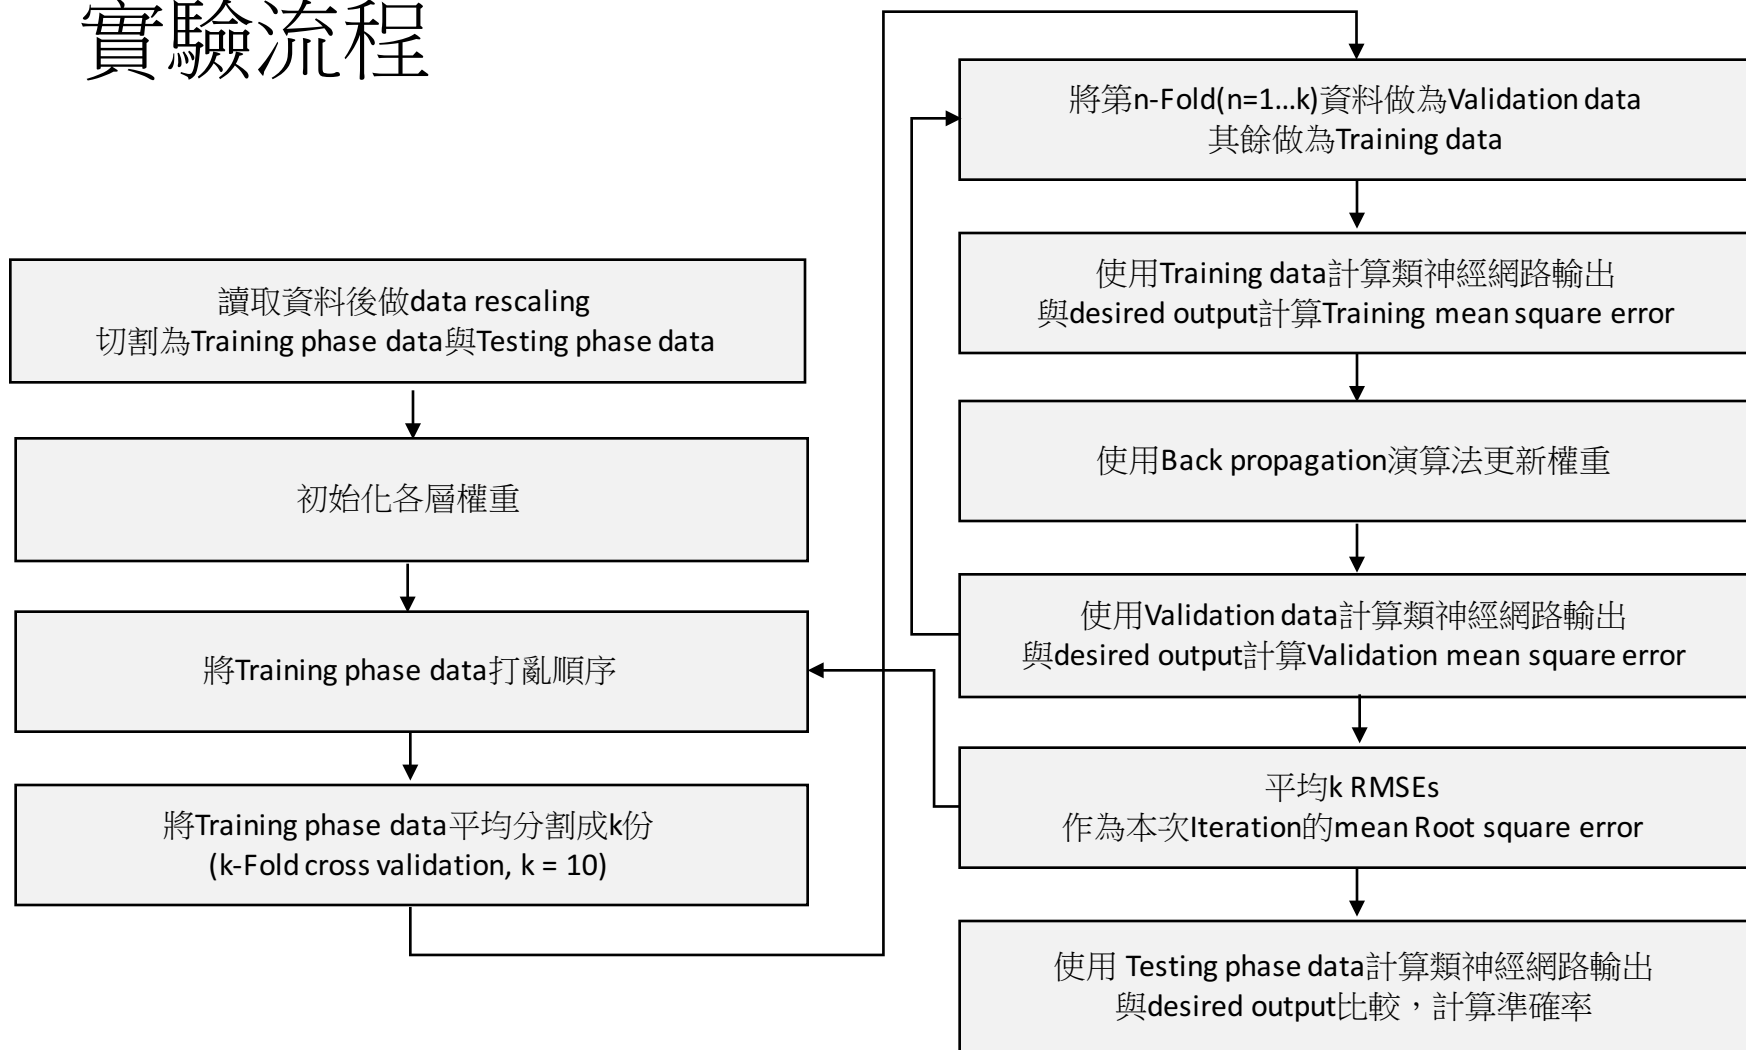 實驗流程
讀取資料後做data rescaling
切割為Training phase data與Testing phase data
初始化各層權重
將Training phase data打亂順序
將Training phase data平均分割成k份
(k-Fold cross validation, k = 10)
將第n-Fold(n=1…k)資料做為Validation data
其餘做為Training data
使用Training data計算類神經網路輸出
與desired output計算Training mean square error
使用Back propagation演算法更新權重
使用Validation data計算類神經網路輸出
與desired output計算Validation mean square error
平均k RMSEs
作為本次Iteration的mean Root square error
使用 Testing phase data計算類神經網路輸出
與desired output比較，計算準確率